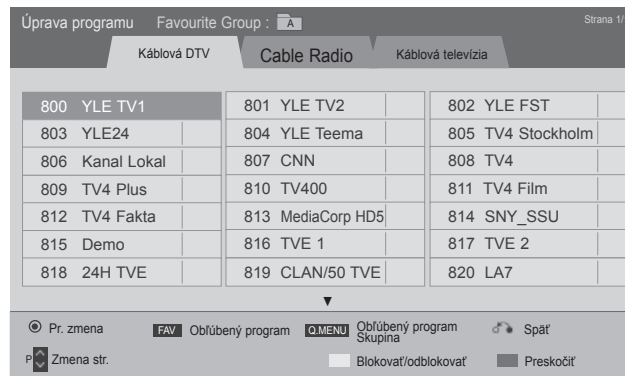 Úprava programu Favourite Group : A Strana 1/
Káblová DTV Cable Radio Káblová televízia
800 YLE TV1 801 YLE TV2 802 YLE FST
803 YLE24 804 YLE Teema 805 TV4 Stockholm
806 Kanal Lokal 807 CNN 808 TV4
809 TV4 Plus 810 TV400 811 TV4 Film
812 TV4 Fakta 813 MediaCorp HD5 814 SNY_SSU
815 Demo 816 TVE 1 817 TVE 2
818 24H TVE 819 CLAN/50 TVE 820 LA7
Pr. zmena FAV Obľúbený program Q.MENU Obľúbený program Skupina Späť
P Zmena str. Blokovať/odblokovať Preskočiť